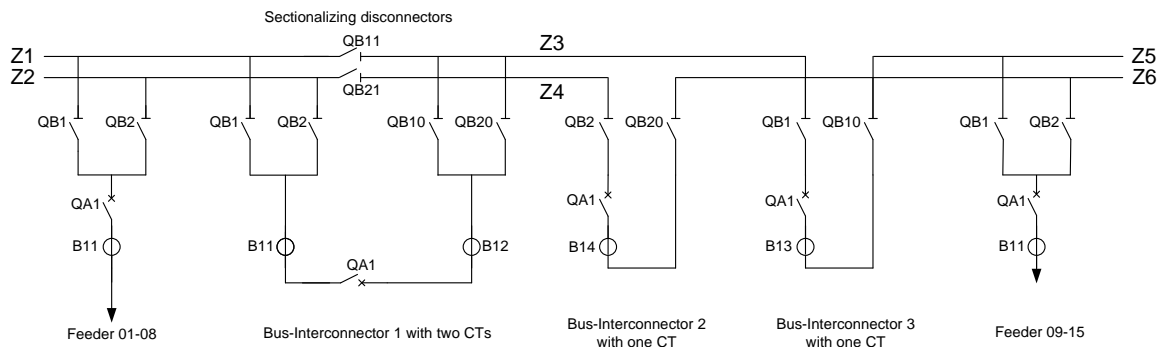 Sectionalizing disconnectors
Z1 QB11 Z3 Z5
Z2 QB21 Z4 Z6
QB1 QB2 QB1 QB2 QB10 QB20 QB2 QB20 QB1 QB10 QB1 QB2
QA1 QA1 QA1 QA1
B11 B11 B12 B14 B13 B11
QA1
Feeder 01-08 Bus-Interconnector 1 with two CTs Bus-Interconnector 2 Bus-Interconnector 3 Feeder 09-15
with one CT with one CT